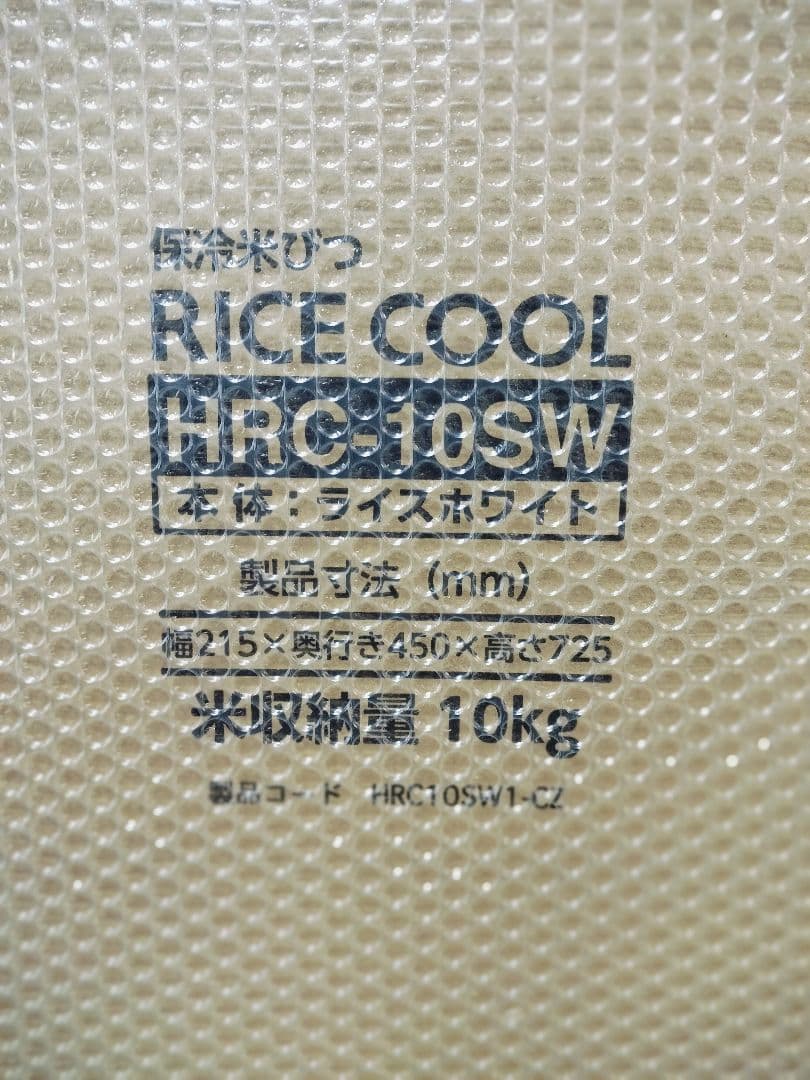 保冷米びつ
RICE COOL
HRC-10SW
本体：ライスホワイト
製品寸法（mm）
幅215×奥行き450×高さ725
米収納量 10kg
製品コード HRC10SW1-CZ